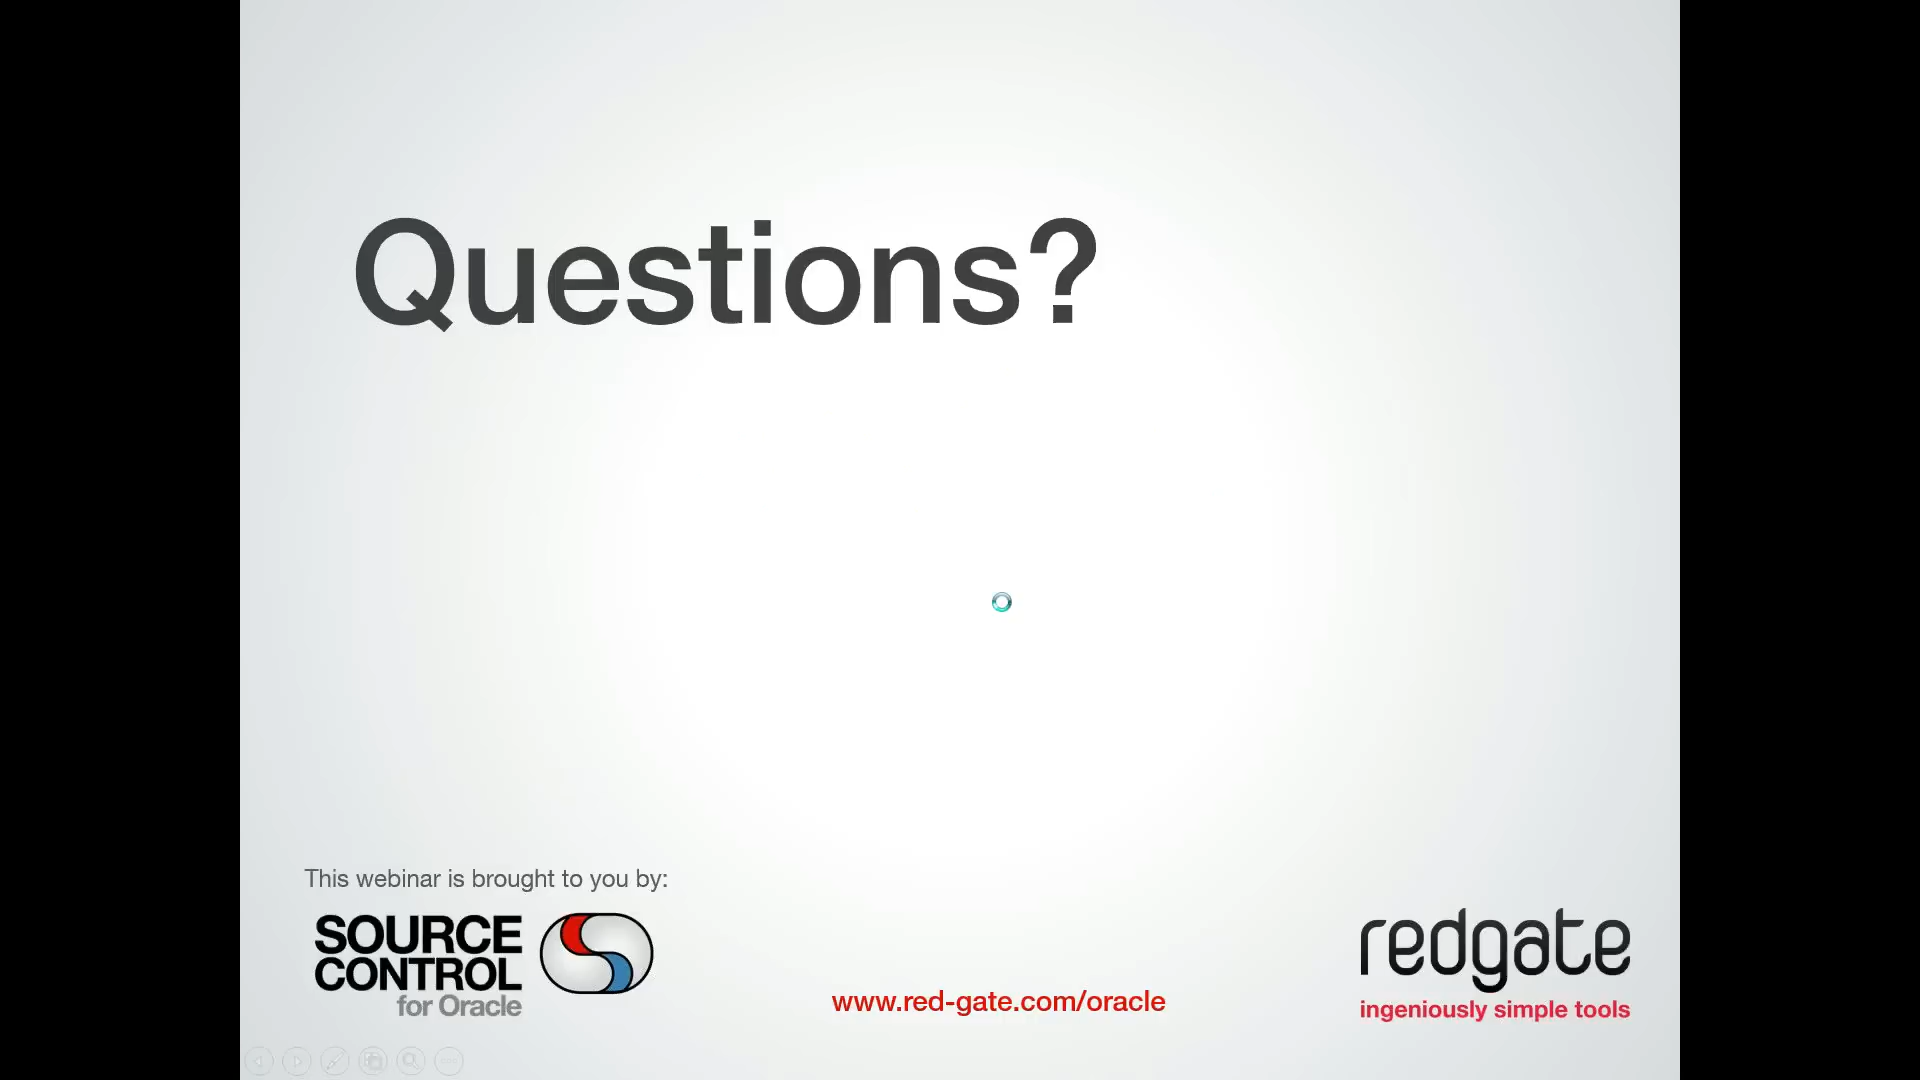 Questions?
This webinar is brought to you by:
SOURCE
CONTROL
for Oracle
www.red-gate.com/oracle
redgate
ingeniously simple tools